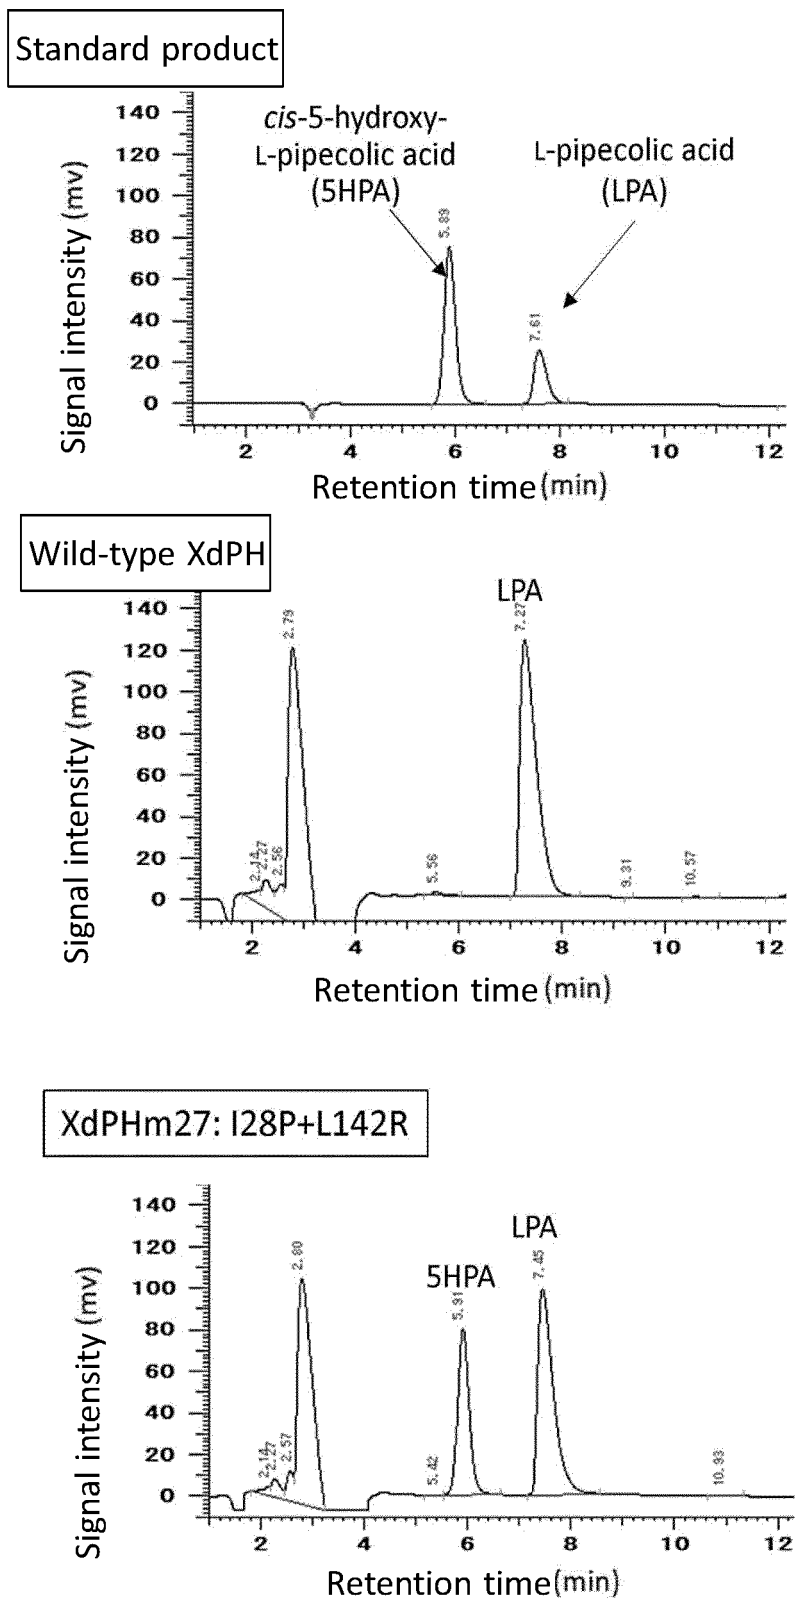 Standard product
cis-5-hydroxy-
L-pipecolic acid
(5HPA)
L-pipecolic acid
(LPA)
140
120
100
80
60
40
20
0
Signal intensity (mv)
5.89
7.61
2 4 6 8 10 12
Retention time (min)
Wild-type XdPH
LPA
140
120
100
80
60
40
20
0
Signal intensity (mv)
2.14
2.27
2.56
2.79
5.56
7.27
9.31
10.57
2 4 6 8 10 12
Retention time (min)
XdPHm27: I28P+L142R
LPA
5HPA
140
120
100
80
60
40
20
0
Signal intensity (mv)
2.14
2.27
2.57
2.80
5.42
5.91
7.45
10.93
2 4 6 8 10 12
Retention time (min)